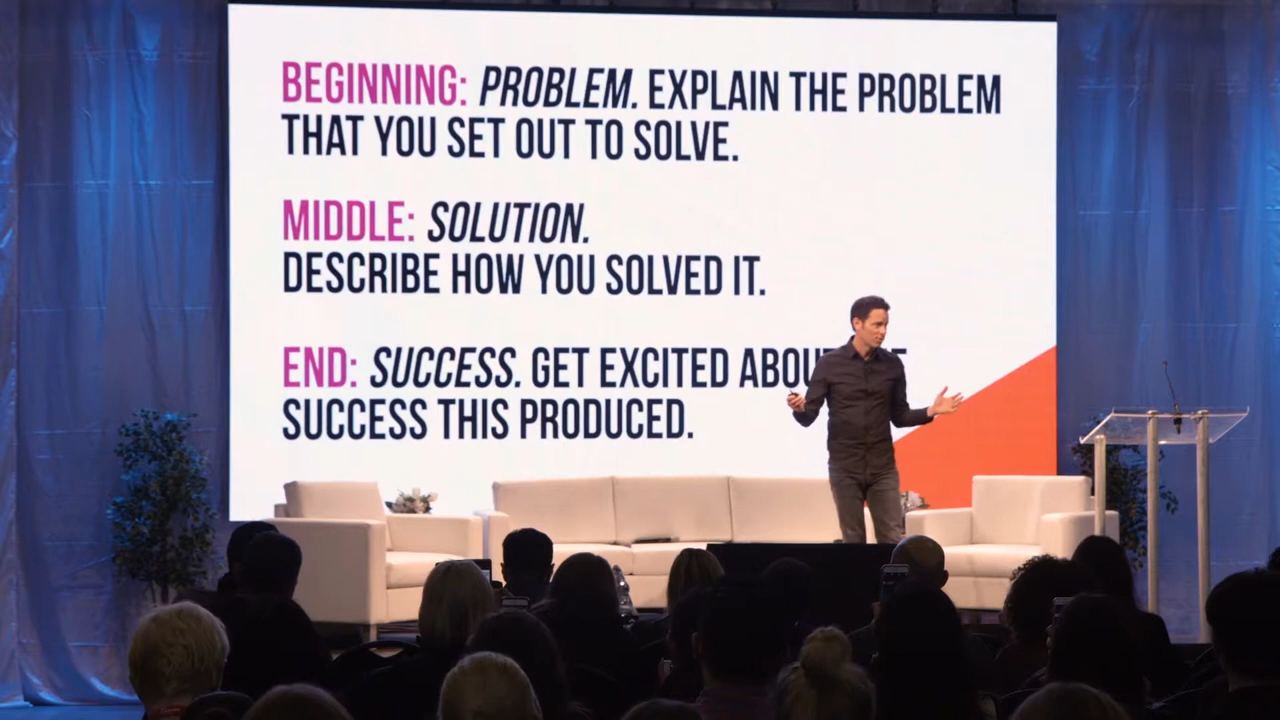 BEGINNING: PROBLEM. EXPLAIN THE PROBLEM
THAT YOU SET OUT TO SOLVE.
MIDDLE: SOLUTION.
DESCRIBE HOW YOU SOLVED IT.
END: SUCCESS. GET EXCITED ABOUT
SUCCESS THIS PRODUCED.